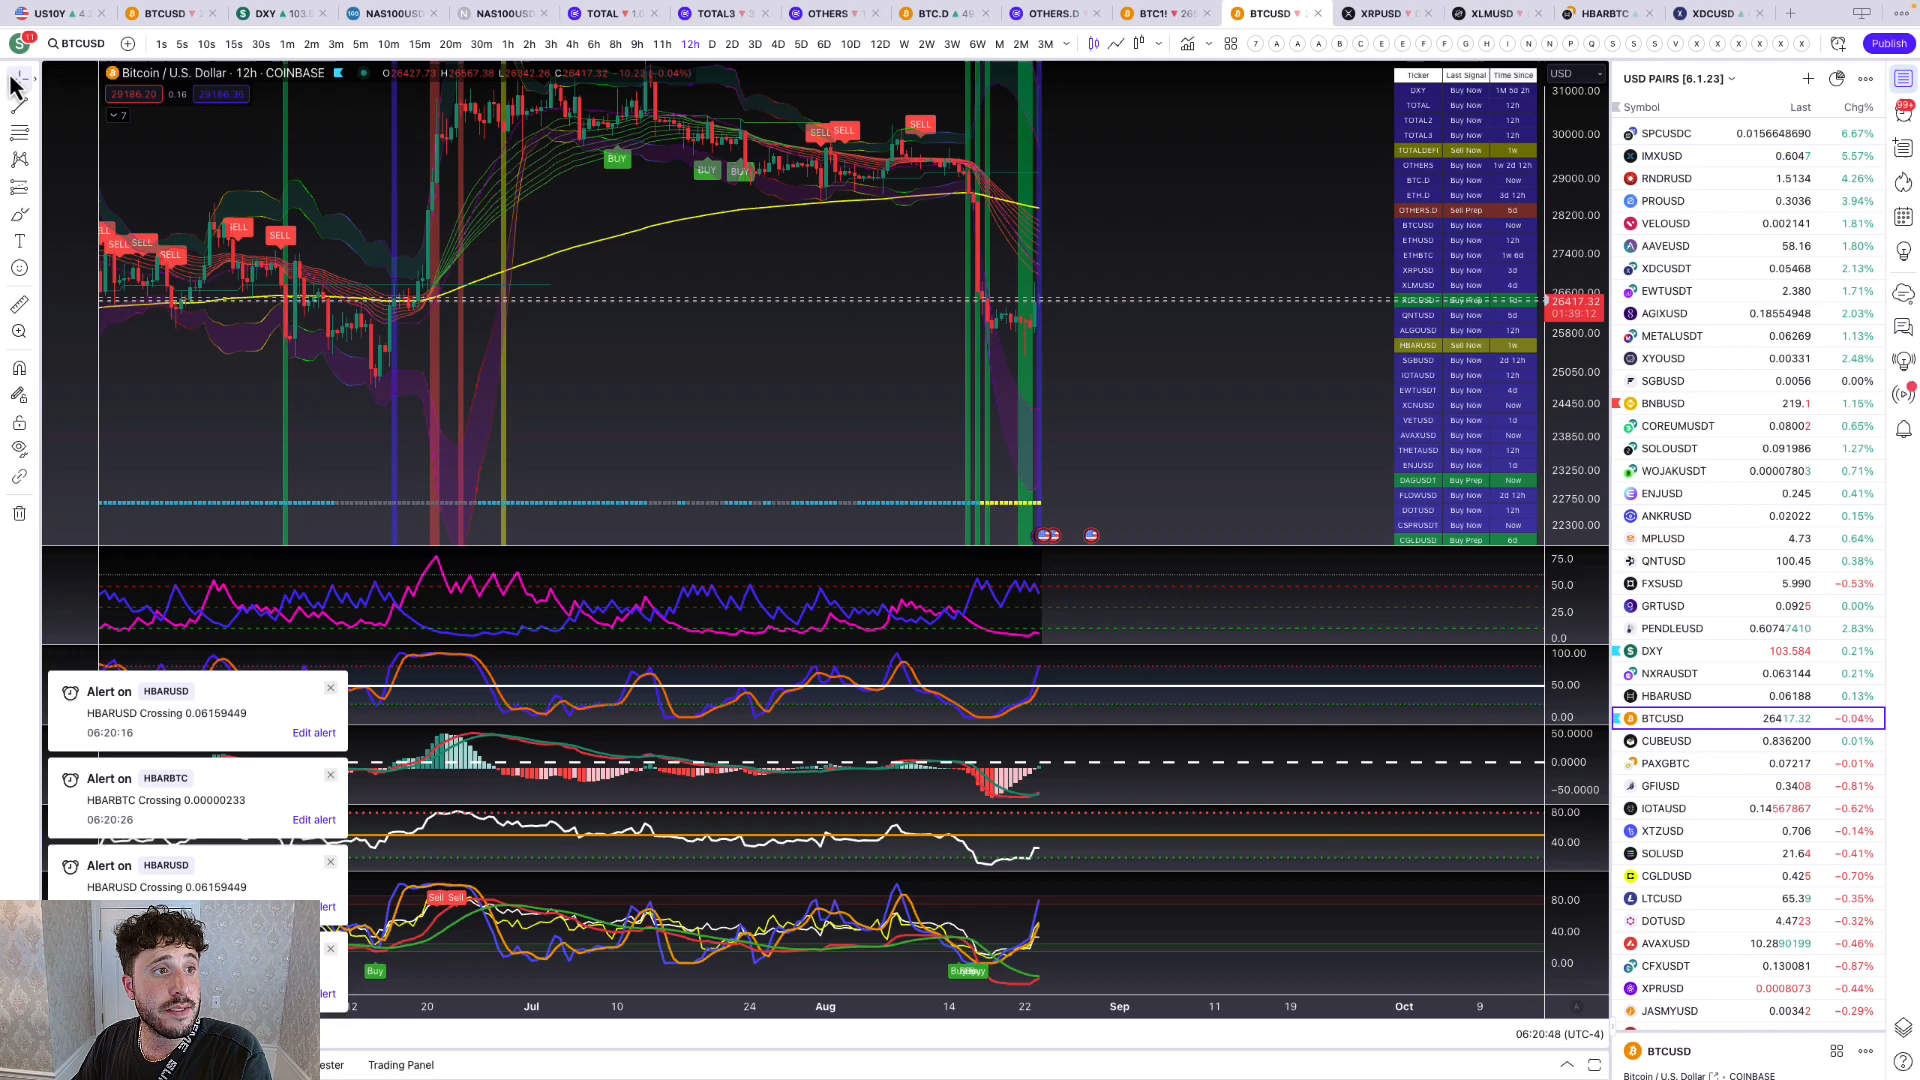 US10Y 4.2 BTCUSD DXY 103.5 NAS100USD NAS100USD TOTAL 1.0 TOTAL3 OTHERS BTC.D 49. OTHERS.D BTC1! 265 BTCUSD XRPUSD XLMUSD HBARBTC XDCUSD
S 11 BTCUSD 1s 5s 10s 15s 30s 1m 2m 3m 5m 10m 15m 20m 30m 1h 2h 3h 4h 6h 8h 9h 11h 12h D 2D 3D 4D 5D 6D 10D 12D W 2W 3W 6W M 2M 3M 7 A A A B C E E F F G H I N N P Q S S S V X X X X X Publish
Bitcoin / U.S. Dollar · 12h · COINBASE O26427.73 H26567.38 L26342.26 C26417.32 −10.22 (−0.04%)
29186.20 0.16 29186.36
7
SELL SELL SELL SELL SELL SELL
BUY BUY BUY
SELL SELL SELL
Ticker Last Signal Time Since
DXY Buy Now 1M 5d 2h
TOTAL Buy Now 12h
TOTAL2 Buy Now 12h
TOTAL3 Buy Now 12h
TOTALDEFI Sell Now 1w
OTHERS Buy Now 1w 2d 12h
BTC.D Buy Now Now
ETH.D Buy Now 3d 12h
OTHERS.D Sell Prep 5d
BTCUSD Buy Now Now
ETHUSD Buy Now 12h
ETHBTC Buy Now 1w 6d
XRPUSD Buy Now 3d
XLMUSD Buy Now 4d
Buy Prep
QNTUSD Buy Now 5d
ALGOUSD Buy Now 12h
HBARUSD Sell Now 1w
SGBUSD Buy Now 2d 12h
IOTAUSD Buy Now 12h
EWTUSDT Buy Now 4d
XCNUSD Buy Now Now
VETUSD Buy Now 1d
AVAXUSD Buy Now Now
THETAUSD Buy Now 12h
ENJUSD Buy Now 1d
DAGUSDT Buy Prep Now
FLOWUSD Buy Now 2d 12h
DOTUSD Buy Now 12h
CSPRUSDT Buy Now Now
CGLDUSD Buy Prep 6d
USD
31000.00
30000.00
29000.00
28200.00
27400.00
26600.00
26417.32
01:39:12
25800.00
25050.00
24450.00
23850.00
23250.00
22750.00
22300.00
75.0
50.0
25.0
0.0
100.00
50.00
0.00
50.0000
0.0000
−50.0000
80.00
40.00
80.00
40.00
0.00
Sell Sell
Buy
Buy
12 20 Jul 10 24 Aug 14 22 Sep 11 19 Oct 9 A
06:20:48 (UTC-4)
ester Trading Panel
Alert on HBARUSD
HBARUSD Crossing 0.06159449
06:20:16 Edit alert
Alert on HBARBTC
HBARBTC Crossing 0.00000233
06:20:26 Edit alert
Alert on HBARUSD
HBARUSD Crossing 0.06159449
lert
lert
USD PAIRS [6.1.23]
Symbol Last Chg%
SPCUSDC 0.0156648690 6.67%
IMXUSD 0.6047 5.57%
RNDRUSD 1.5134 4.26%
PROUSD 0.3036 3.94%
VELOUSD 0.002141 1.81%
AAVEUSD 58.16 1.80%
XDCUSDT 0.05468 2.13%
EWTUSDT 2.380 1.71%
AGIXUSD 0.18554948 2.03%
METALUSDT 0.06269 1.13%
XYOUSD 0.00331 2.48%
SGBUSD 0.0056 0.00%
BNBUSD 219.1 1.15%
COREUMUSDT 0.08002 0.65%
SOLOUSDT 0.091986 1.27%
WOJAKUSDT 0.00007803 0.71%
ENJUSD 0.245 0.41%
ANKRUSD 0.02022 0.15%
MPLUSD 4.73 0.64%
QNTUSD 100.45 0.38%
FXSUSD 5.990 −0.53%
GRTUSD 0.0925 0.00%
PENDLEUSD 0.60747410 2.83%
DXY 103.584 0.21%
NXRAUSDT 0.063144 0.21%
HBARUSD 0.06188 0.13%
BTCUSD 26417.32 −0.04%
CUBEUSD 0.836200 0.01%
PAXGBTC 0.07217 −0.01%
GFIUSD 0.3408 −0.81%
IOTAUSD 0.14567867 −0.62%
XTZUSD 0.706 −0.14%
SOLUSD 21.64 −0.41%
CGLDUSD 0.425 −0.70%
LTCUSD 65.39 −0.35%
DOTUSD 4.4723 −0.32%
AVAXUSD 10.2890199 −0.46%
CFXUSDT 0.130081 −0.87%
XPRUSD 0.0008073 −0.44%
JASMYUSD 0.00342 −0.29%
BTCUSD
Bitcoin / U.S. Dollar · COINBASE
99+